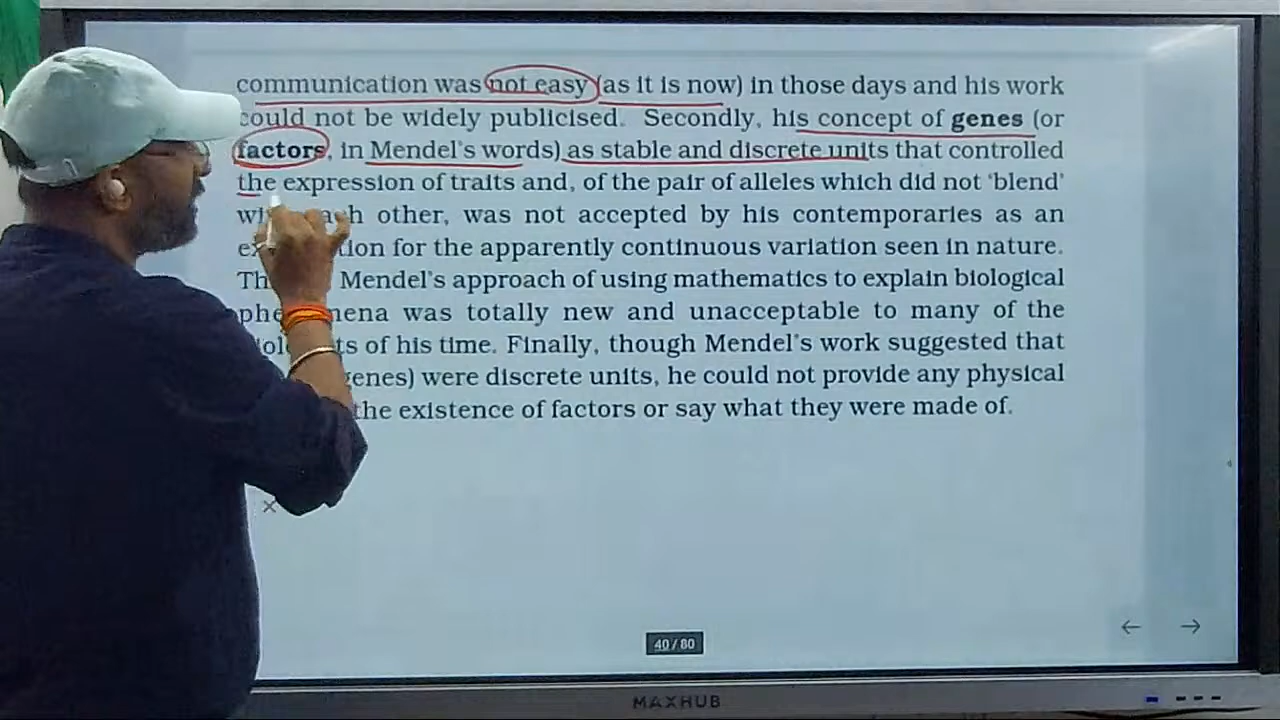 communication was not easy (as it is now) in those days and his work
could not be widely publicised. Secondly, his concept of genes (or
factors, in Mendel's words) as stable and discrete units that controlled
the expression of traits and, of the pair of alleles which did not 'blend'
other, was not accepted by his contemporaries as an
for the apparently continuous variation seen in nature.
Mendel's approach of using mathematics to explain biological
was totally new and unacceptable to many of the
of his time. Finally, though Mendel's work suggested that
genes) were discrete units, he could not provide any physical
the existence of factors or say what they were made of.
×
← →
40 / 80
MAXHUB